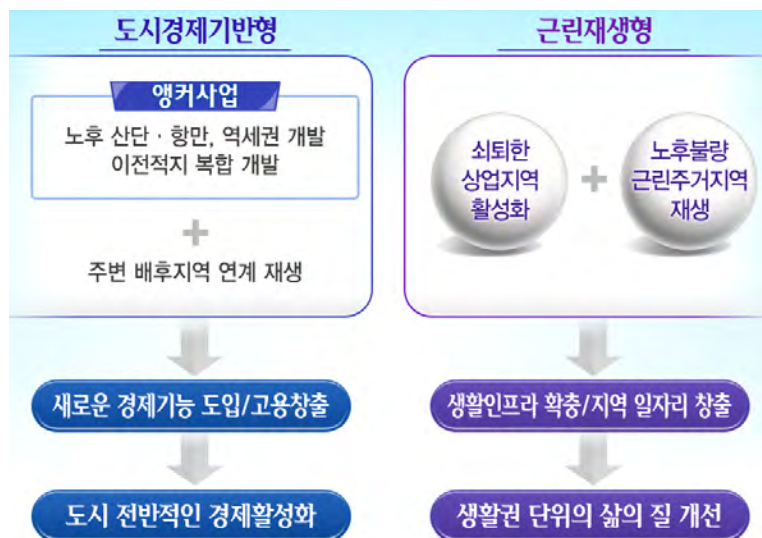 도시경제기반형
앵커사업
노후 산단 · 항만, 역세권 개발
이전적지 복합 개발
+
주변 배후지역 연계 재생
새로운 경제기능 도입/고용창출
도시 전반적인 경제활성화
근린재생형
쇠퇴한
상업지역
활성화
+
노후불량
근린주거지역
재생
생활인프라 확충/지역 일자리 창출
생활권 단위의 삶의 질 개선